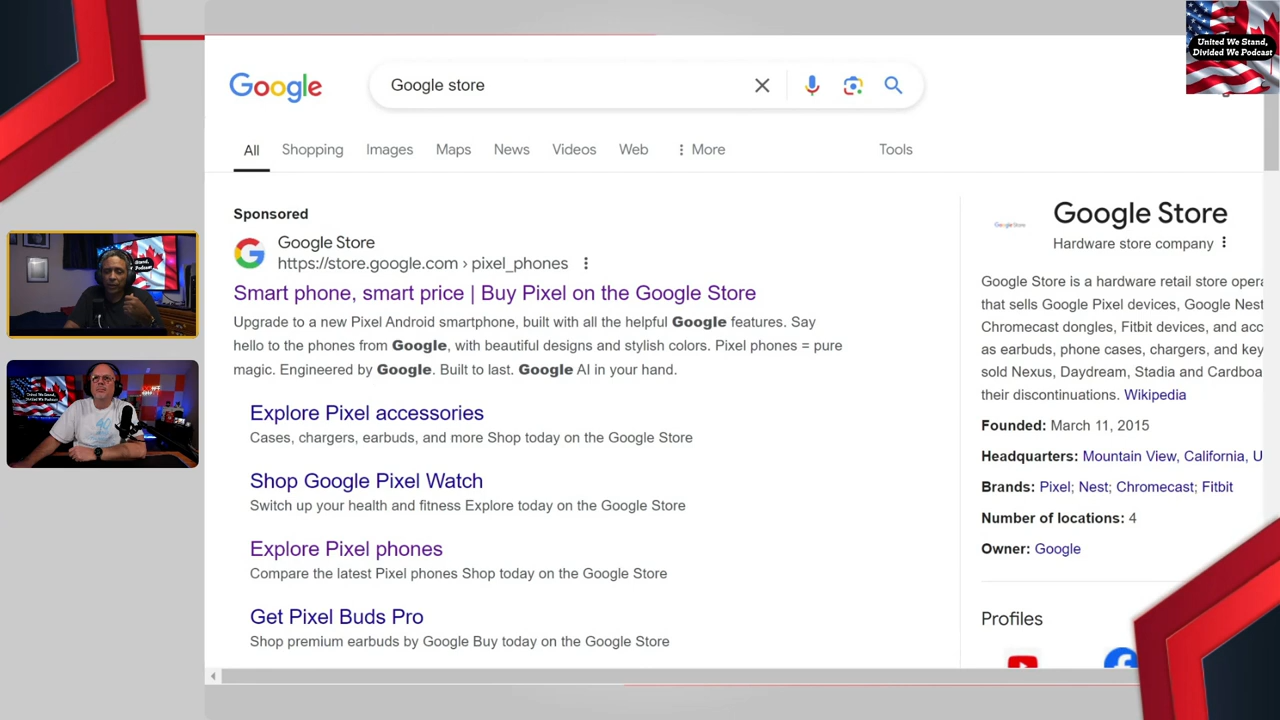 United We Stand,
Divided We Podcast
Google
Google store
All
Shopping
Images
Maps
News
Videos
Web
More
Tools
Sponsored
Google Store
https://store.google.com › pixel_phones
Smart phone, smart price | Buy Pixel on the Google Store
Upgrade to a new Pixel Android smartphone, built with all the helpful Google features. Say
hello to the phones from Google, with beautiful designs and stylish colors. Pixel phones = pure
magic. Engineered by Google. Built to last. Google AI in your hand.
Explore Pixel accessories
Cases, chargers, earbuds, and more Shop today on the Google Store
Shop Google Pixel Watch
Switch up your health and fitness Explore today on the Google Store
Explore Pixel phones
Compare the latest Pixel phones Shop today on the Google Store
Get Pixel Buds Pro
Shop premium earbuds by Google Buy today on the Google Store
Google Store
Google Store
Hardware store company
Google Store is a hardware retail store opera
that sells Google Pixel devices, Google Nest
Chromecast dongles, Fitbit devices, and acc
as earbuds, phone cases, chargers, and key
sold Nexus, Daydream, Stadia and Cardboa
their discontinuations. Wikipedia
Founded: March 11, 2015
Headquarters: Mountain View, California, U
Brands: Pixel; Nest; Chromecast; Fitbit
Number of locations: 4
Owner: Google
Profiles